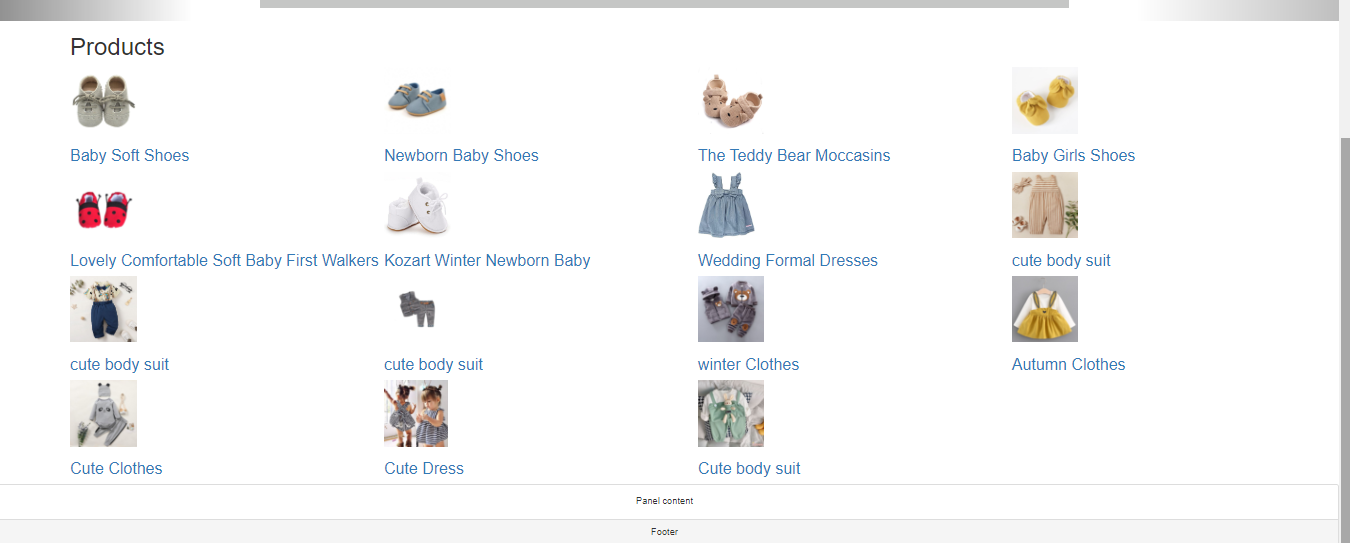 Products
Baby Soft Shoes
Newborn Baby Shoes
The Teddy Bear Moccasins
Baby Girls Shoes
Lovely Comfortable Soft Baby First Walkers
Kozart Winter Newborn Baby
Wedding Formal Dresses
cute body suit
cute body suit
cute body suit
winter Clothes
Autumn Clothes
Cute Clothes
Cute Dress
Cute body suit
Panel content
Footer